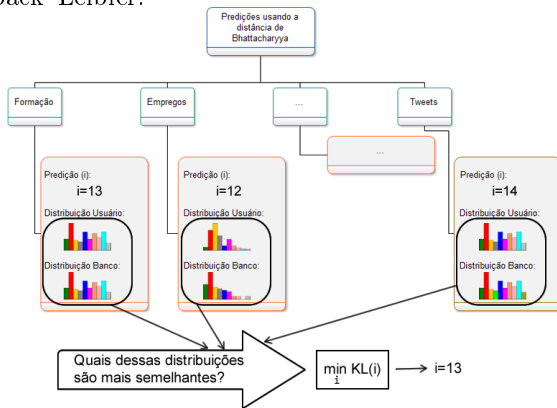 back–Leibler.
Predições usando a
distância de
Bhattacharyya
Formação
Empregos
...
Tweets
...
Predição (i):
i=13
Distribuição Usuário:
Distribuição Banco:
Predição (i):
i=12
Distribuição Usuário:
Distribuição Banco:
Predição (i):
i=14
Distribuição Usuário:
Distribuição Banco:
Quais dessas distribuições
são mais semelhantes?
min KL(i)
i
i=13